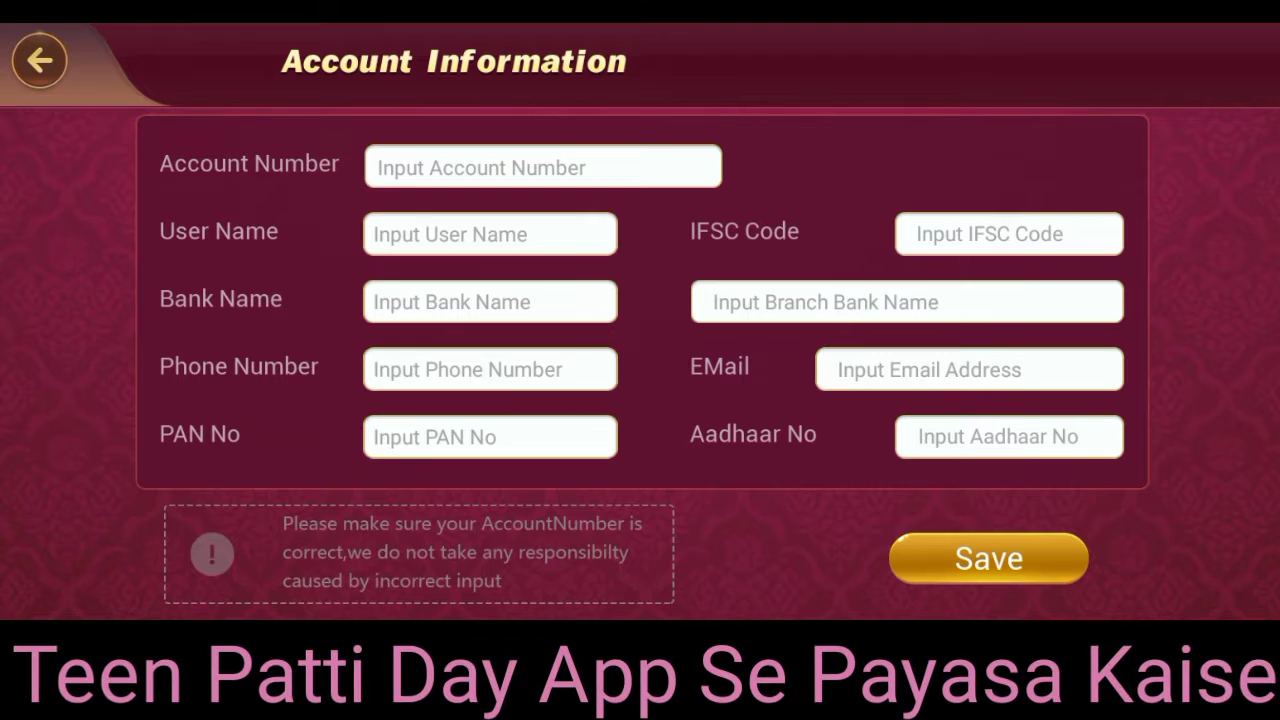 Account Information
Account Number Input Account Number
User Name Input User Name IFSC Code Input IFSC Code
Bank Name Input Bank Name Input Branch Bank Name
Phone Number Input Phone Number EMail Input Email Address
PAN No Input PAN No Aadhaar No Input Aadhaar No
Please make sure your AccountNumber is
correct,we do not take any responsibilty
caused by incorrect input
!
Save
Teen Patti Day App Se Payasa Kaise